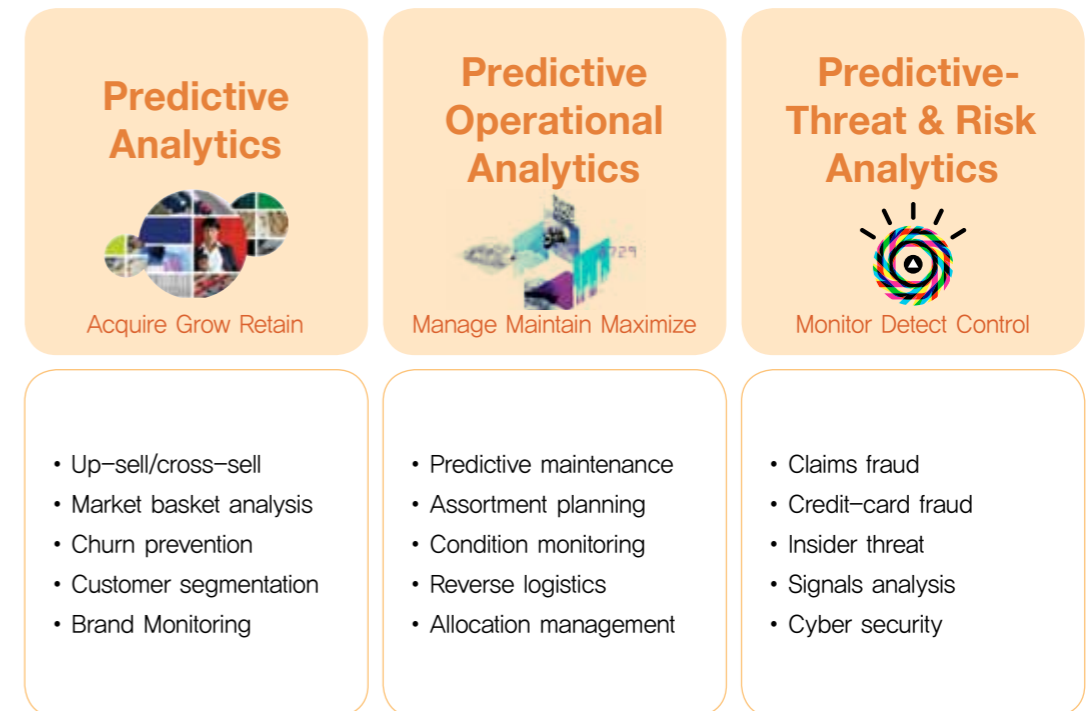 Predictive
Analytics
Acquire Grow Retain
• Up-sell/cross-sell
• Market basket analysis
• Churn prevention
• Customer segmentation
• Brand Monitoring
Predictive
Operational
Analytics
3729
Manage Maintain Maximize
• Predictive maintenance
• Assortment planning
• Condition monitoring
• Reverse logistics
• Allocation management
Predictive-
Threat & Risk
Analytics
Monitor Detect Control
• Claims fraud
• Credit-card fraud
• Insider threat
• Signals analysis
• Cyber security